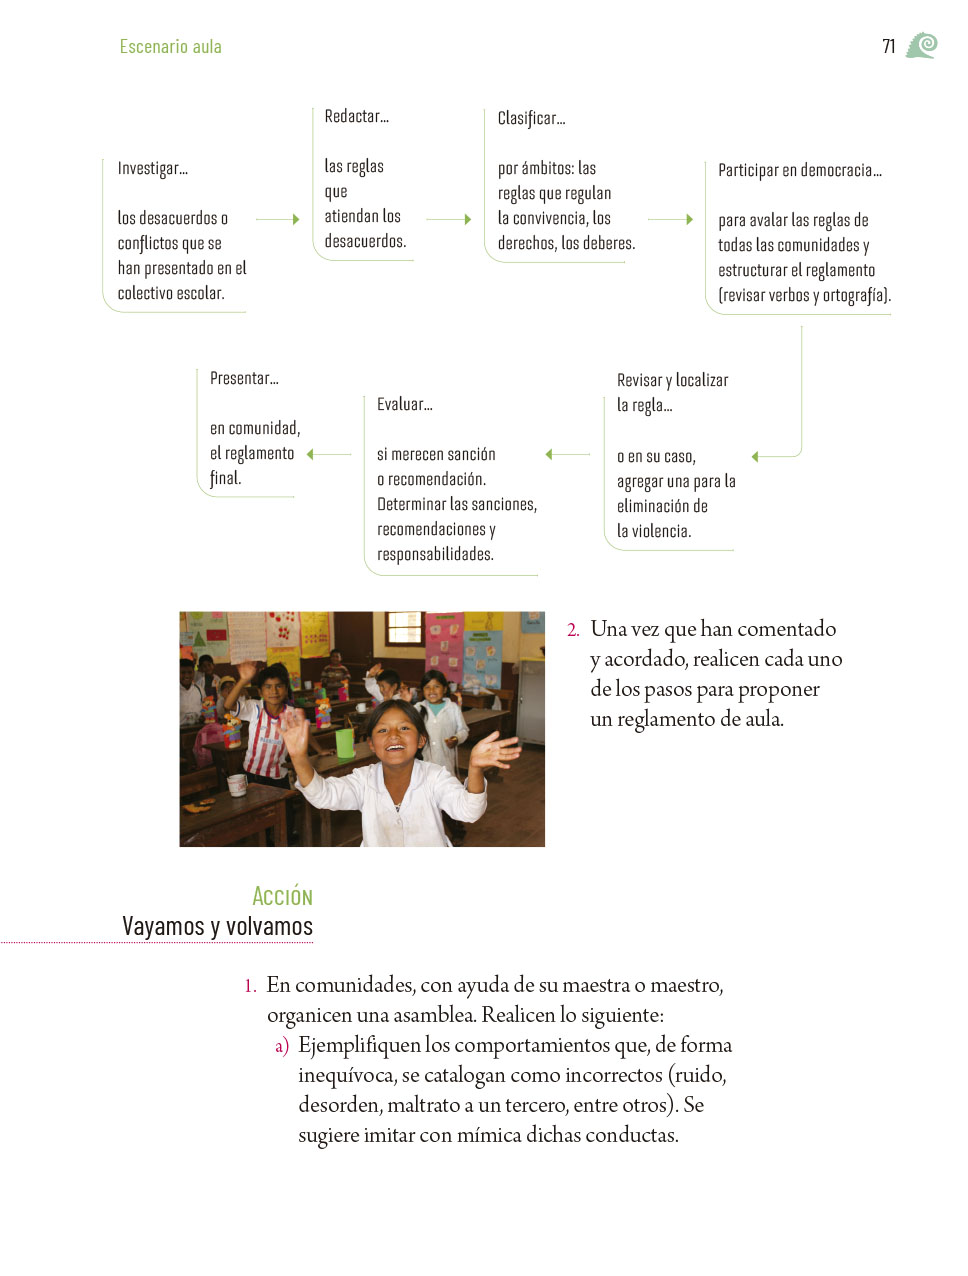 Escenario aula
71
Investigar...
los desacuerdos o
conflictos que se
han presentado en el
colectivo escolar.
Redactar...
las reglas
que
atiendan los
desacuerdos.
Clasificar...
por ámbitos: las
reglas que regulan
la convivencia, los
derechos, los deberes.
Participar en democracia...
para avalar las reglas de
todas las comunidades y
estructurar el reglamento
(revisar verbos y ortografía).
Revisar y localizar
la regla...
o en su caso,
agregar una para la
eliminación de
la violencia.
Evaluar...
si merecen sanción
o recomendación.
Determinar las sanciones,
recomendaciones y
responsabilidades.
Presentar...
en comunidad,
el reglamento
final.
2. Una vez que han comentado
y acordado, realicen cada uno
de los pasos para proponer
un reglamento de aula.
Acción
Vayamos y volvamos
1. En comunidades, con ayuda de su maestra o maestro,
organicen una asamblea. Realicen lo siguiente:
a) Ejemplifiquen los comportamientos que, de forma
inequívoca, se catalogan como incorrectos (ruido,
desorden, maltrato a un tercero, entre otros). Se
sugiere imitar con mímica dichas conductas.